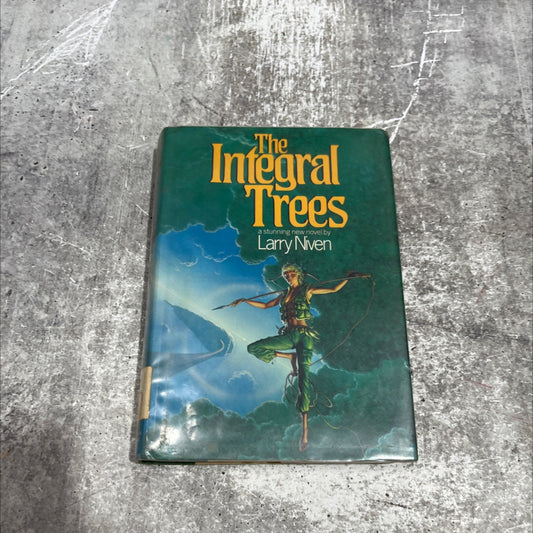 The
Integral
Trees
a stunning new novel by
Larry Niven